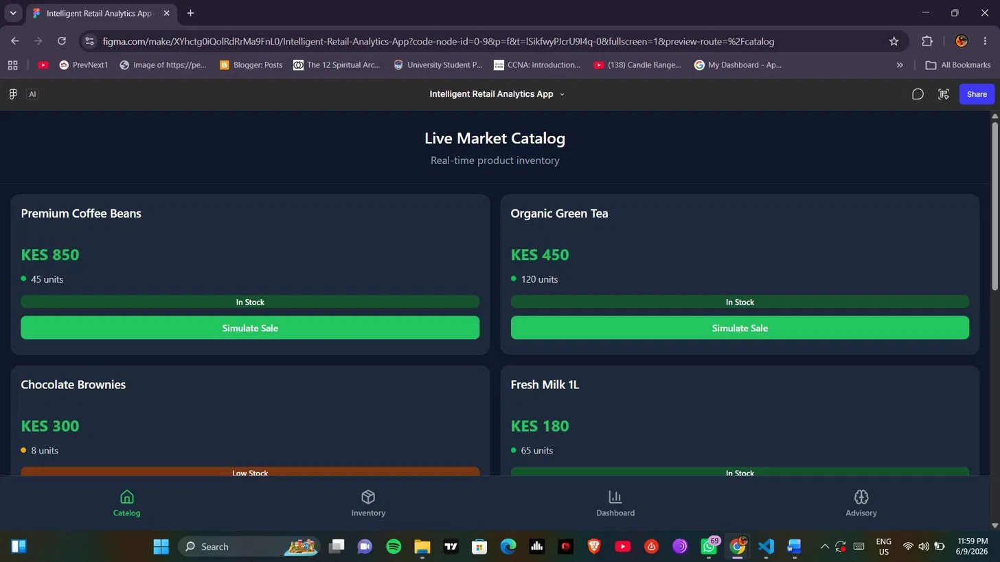 Intelligent Retail Analytics App
figma.com/make/XYhctg0iQolRdRrMa9FnL0/Intelligent-Retail-Analytics-App?code-node-id=0-9&p=f&t=lSikfwyPJcrU9I4q-0&fullscreen=1&preview-route=%2Fcatalog
PrevNext1
Image of https://pe...
Blogger: Posts
The 12 Spiritual Arc...
University Student P...
CCNA: Introduction...
(138) Candle Range...
My Dashboard - Ap...
All Bookmarks
AI
Intelligent Retail Analytics App
Share
Live Market Catalog
Real-time product inventory
Premium Coffee Beans
KES 850
45 units
In Stock
Simulate Sale
Organic Green Tea
KES 450
120 units
In Stock
Simulate Sale
Chocolate Brownies
KES 300
8 units
Low Stock
Fresh Milk 1L
KES 180
65 units
In Stock
Catalog
Inventory
Dashboard
Advisory
Search
69
ENG
US
11:59 PM
6/9/2026